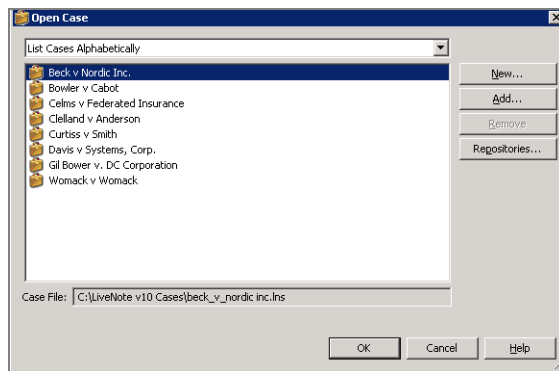 Open Case
List Cases Alphabetically
Beck v Nordic Inc.
Bowler v Cabot
Celms v Federated Insurance
Clelland v Anderson
Curtiss v Smith
Davis v Systems, Corp.
Gil Bower v. DC Corporation
Womack v Womack
New...
Add...
Remove
Repositories...
Case File: C:\LiveNote v10 Cases\beck_v_nordic inc.lns
OK Cancel Help